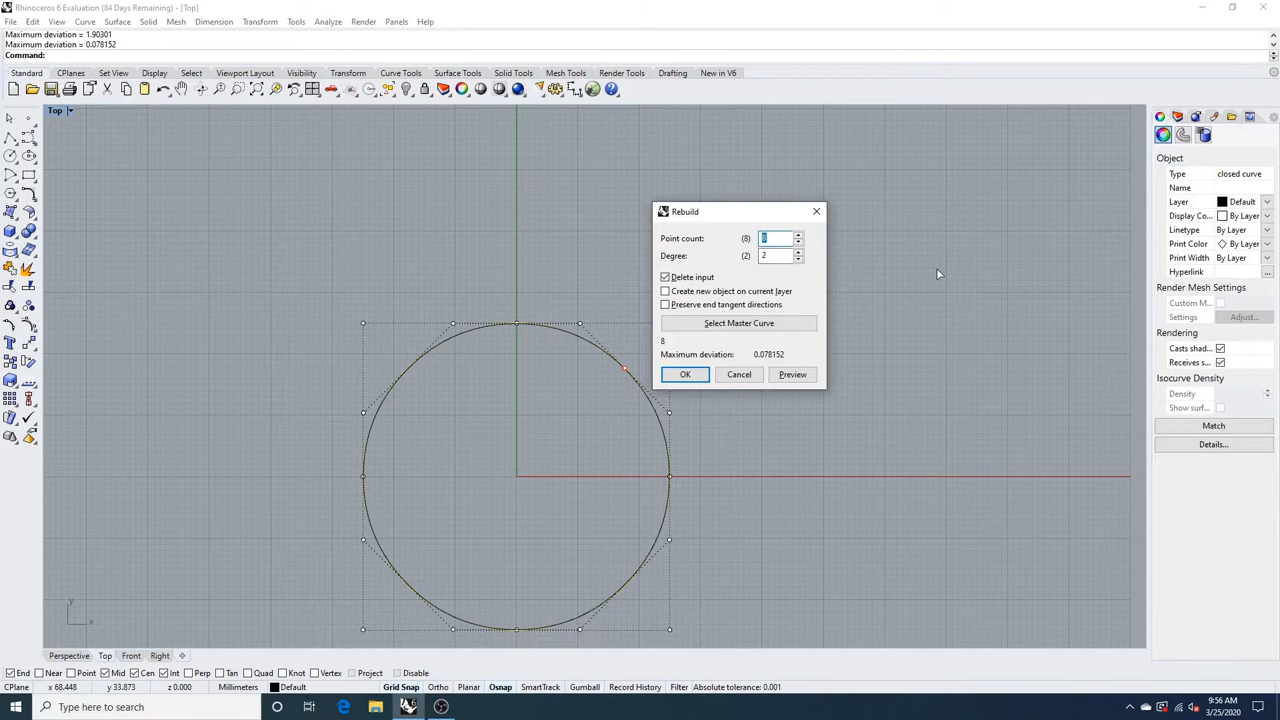 Rhinoceros 6 Evaluation (84 Days Remaining) - [Top]
File Edit View Curve Surface Solid Mesh Dimension Transform Tools Analyze Render Panels Help
Maximum deviation = 1.90301
Maximum deviation = 0.078152
Command:
Standard CPlanes Set View Display Select Viewport Layout Visibility Transform Curve Tools Surface Tools Solid Tools Mesh Tools Render Tools Drafting New in V6
Top
Rebuild
Point count: (8) 8
Degree: (2) 2
Delete input
Create new object on current layer
Preserve end tangent directions
Select Master Curve
8
Maximum deviation: 0.078152
OK Cancel Preview
Object
Type closed curve
Name
Layer Default
Display Co... By Layer
Linetype By Layer
Print Color By Layer
Print Width By Layer
Hyperlink ...
Render Mesh Settings
Custom M...
Settings Adjust...
Rendering
Casts shad...
Receives s...
Isocurve Density
Density
Show surf...
Match
Details...
y
x
Perspective Top Front Right
End Near Point Mid Cen Int Perp Tan Quad Knot Vertex Project Disable
CPlane x 68.448 y 33.873 z 0.000 Millimeters Default Grid Snap Ortho Planar Osnap SmartTrack Gumball Record History Filter Absolute tolerance: 0.001
Type here to search
9:56 AM
3/25/2020